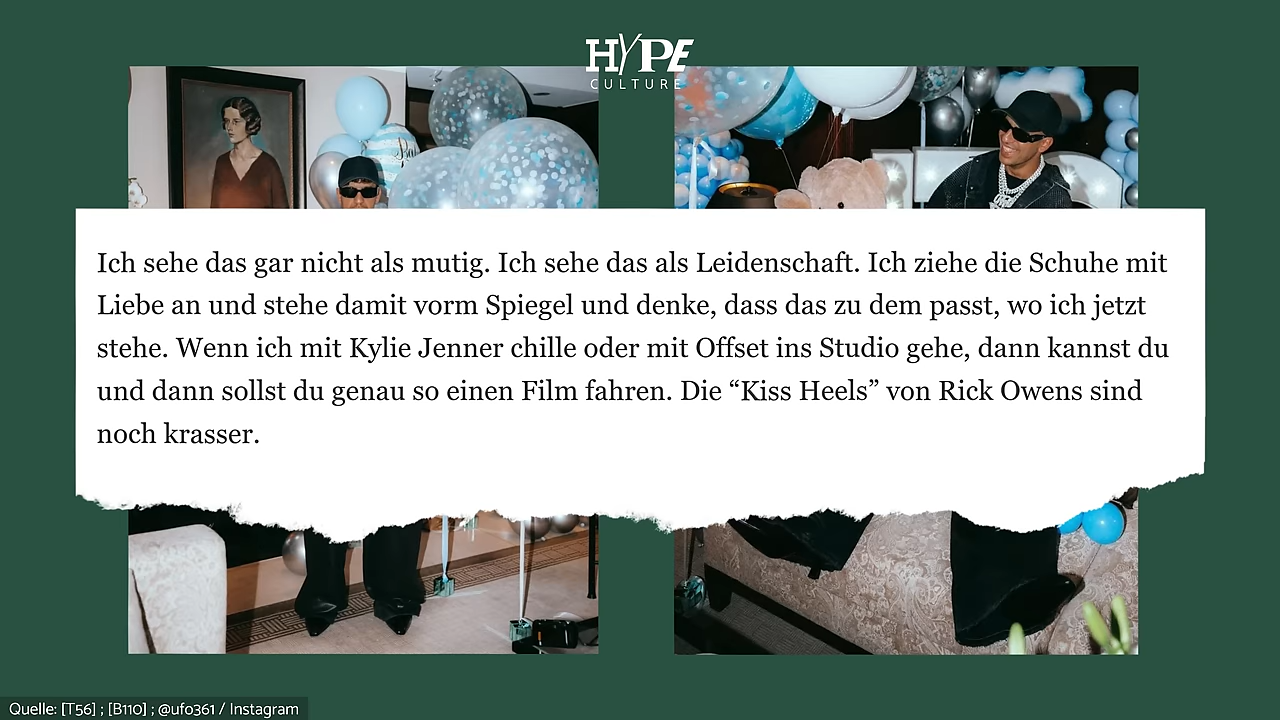 HYPE
CULTURE
Ich sehe das gar nicht als mutig. Ich sehe das als Leidenschaft. Ich ziehe die Schuhe mit
Liebe an und stehe damit vorm Spiegel und denke, dass das zu dem passt, wo ich jetzt
stehe. Wenn ich mit Kylie Jenner chille oder mit Offset ins Studio gehe, dann kannst du
und dann sollst du genau so einen Film fahren. Die “Kiss Heels” von Rick Owens sind
noch krasser.
Quelle: [T56] ; [B110] ; @ufo361 / Instagram